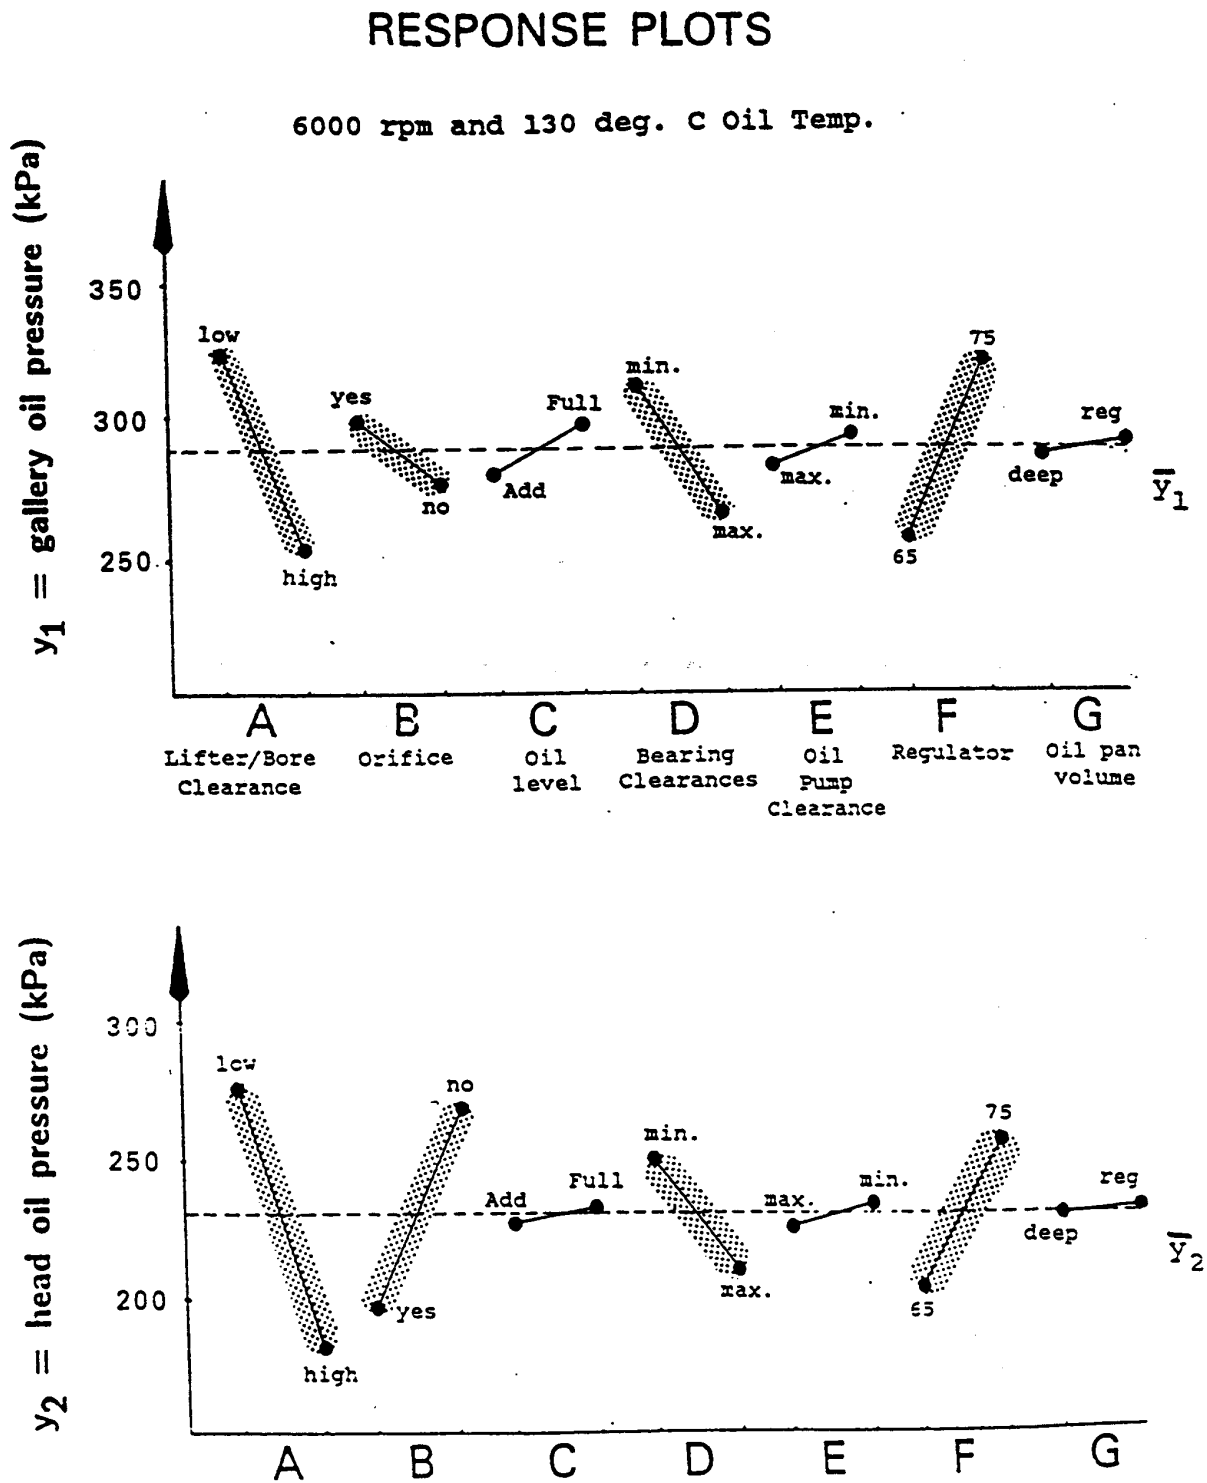 RESPONSE PLOTS
6000 rpm and 130 deg. C Oil Temp.
y1 = gallery oil pressure (kPa)
350
300
250
low
high
yes
no
Full
Add
min.
max.
min.
max.
75
65
reg
deep
Y1
A B C D E F G
Lifter/Bore
Clearance
Orifice
Oil
level
Bearing
Clearances
Oil
Pump
Clearance
Regulator
Oil pan
volume
y2 = head oil pressure (kPa)
300
250
200
low
high
no
yes
Add
Full
min.
max.
max.
min.
75
65
reg
deep
Y2
A B C D E F G